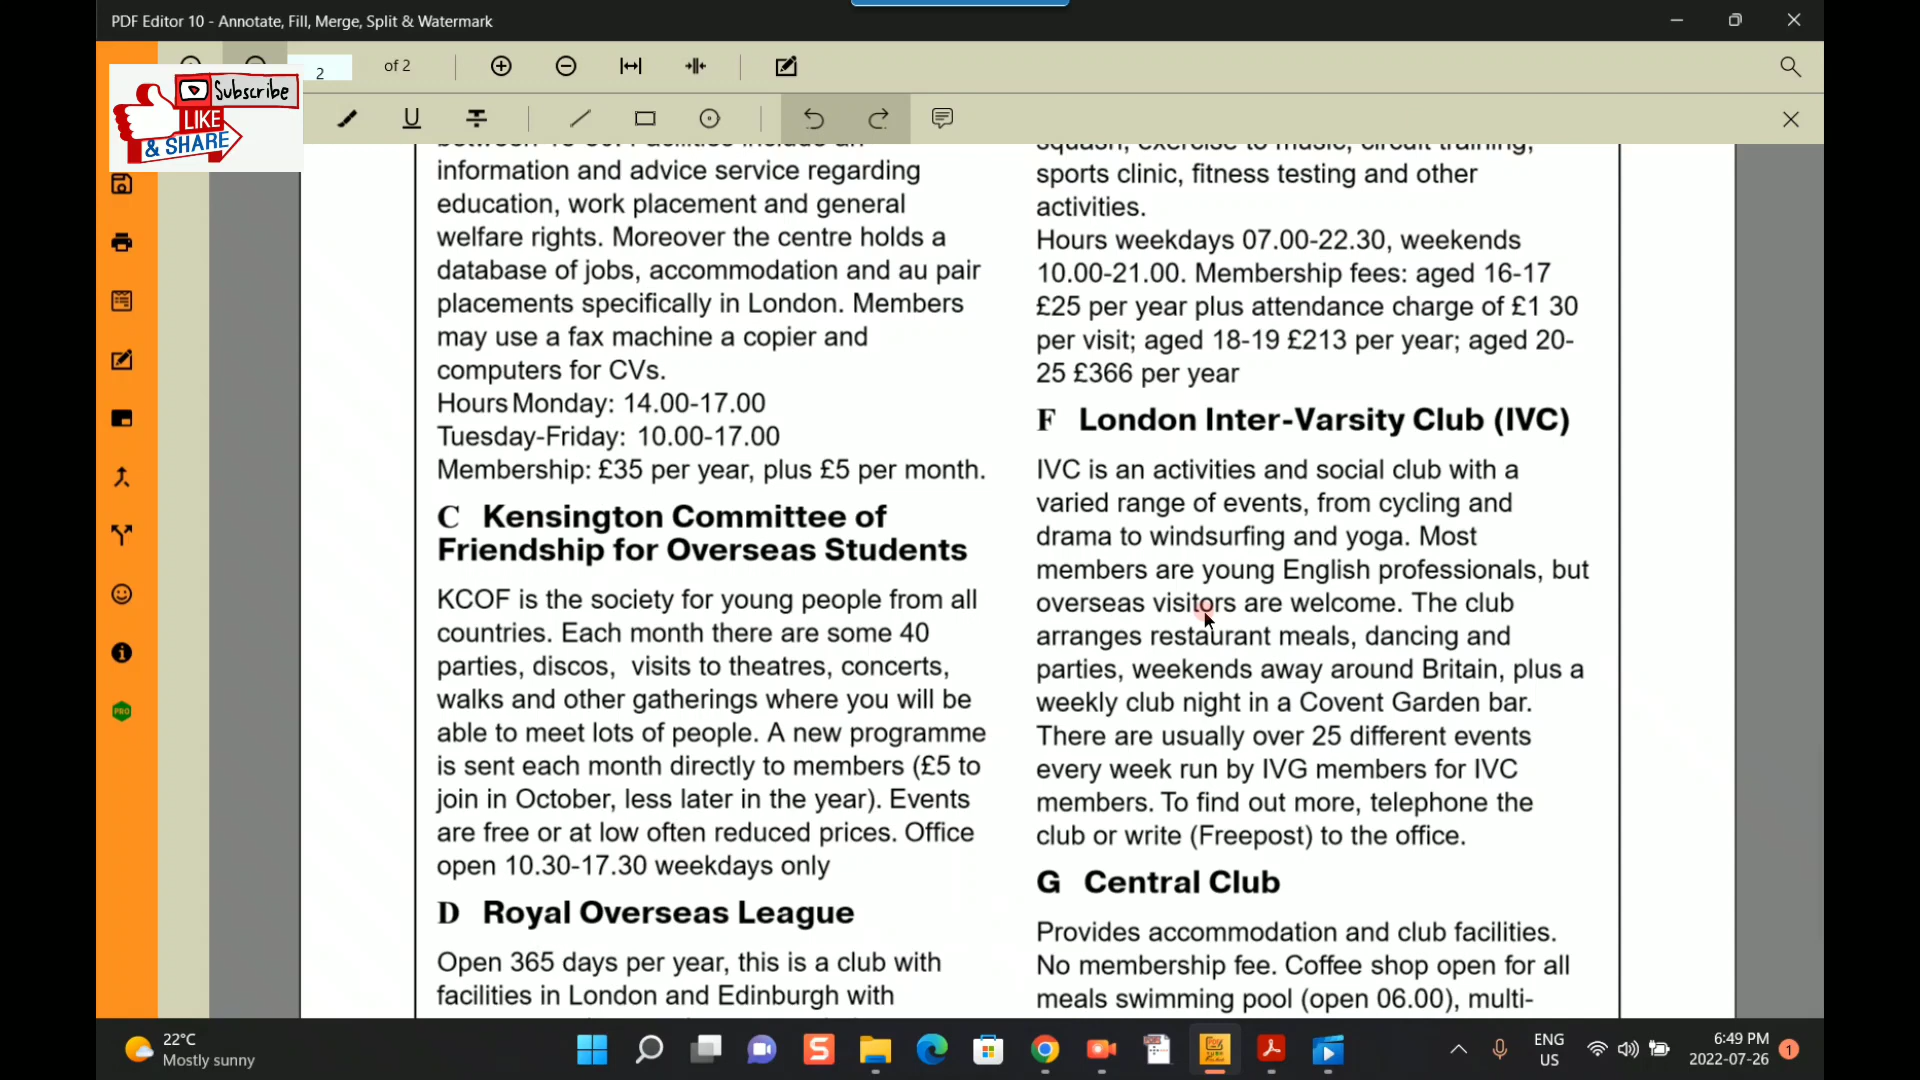 PDF Editor 10 - Annotate, Fill, Merge, Split & Watermark
2
of 2
Subscribe
LIKE
& SHARE
information and advice service regarding
education, work placement and general
welfare rights. Moreover the centre holds a
database of jobs, accommodation and au pair
placements specifically in London. Members
may use a fax machine a copier and
computers for CVs.
Hours Monday: 14.00-17.00
Tuesday-Friday: 10.00-17.00
Membership: £35 per year, plus £5 per month.
C Kensington Committee of
Friendship for Overseas Students
KCOF is the society for young people from all
countries. Each month there are some 40
parties, discos, visits to theatres, concerts,
walks and other gatherings where you will be
able to meet lots of people. A new programme
is sent each month directly to members (£5 to
join in October, less later in the year). Events
are free or at low often reduced prices. Office
open 10.30-17.30 weekdays only
D Royal Overseas League
Open 365 days per year, this is a club with
facilities in London and Edinburgh with
squash, exercise to music, circuit training,
sports clinic, fitness testing and other
activities.
Hours weekdays 07.00-22.30, weekends
10.00-21.00. Membership fees: aged 16-17
£25 per year plus attendance charge of £1 30
per visit; aged 18-19 £213 per year; aged 20-
25 £366 per year
F London Inter-Varsity Club (IVC)
IVC is an activities and social club with a
varied range of events, from cycling and
drama to windsurfing and yoga. Most
members are young English professionals, but
overseas visitors are welcome. The club
arranges restaurant meals, dancing and
parties, weekends away around Britain, plus a
weekly club night in a Covent Garden bar.
There are usually over 25 different events
every week run by IVG members for IVC
members. To find out more, telephone the
club or write (Freepost) to the office.
G Central Club
Provides accommodation and club facilities.
No membership fee. Coffee shop open for all
meals swimming pool (open 06.00), multi-
PRO
22°C
Mostly sunny
ENG
US
6:49 PM
2022-07-26
1